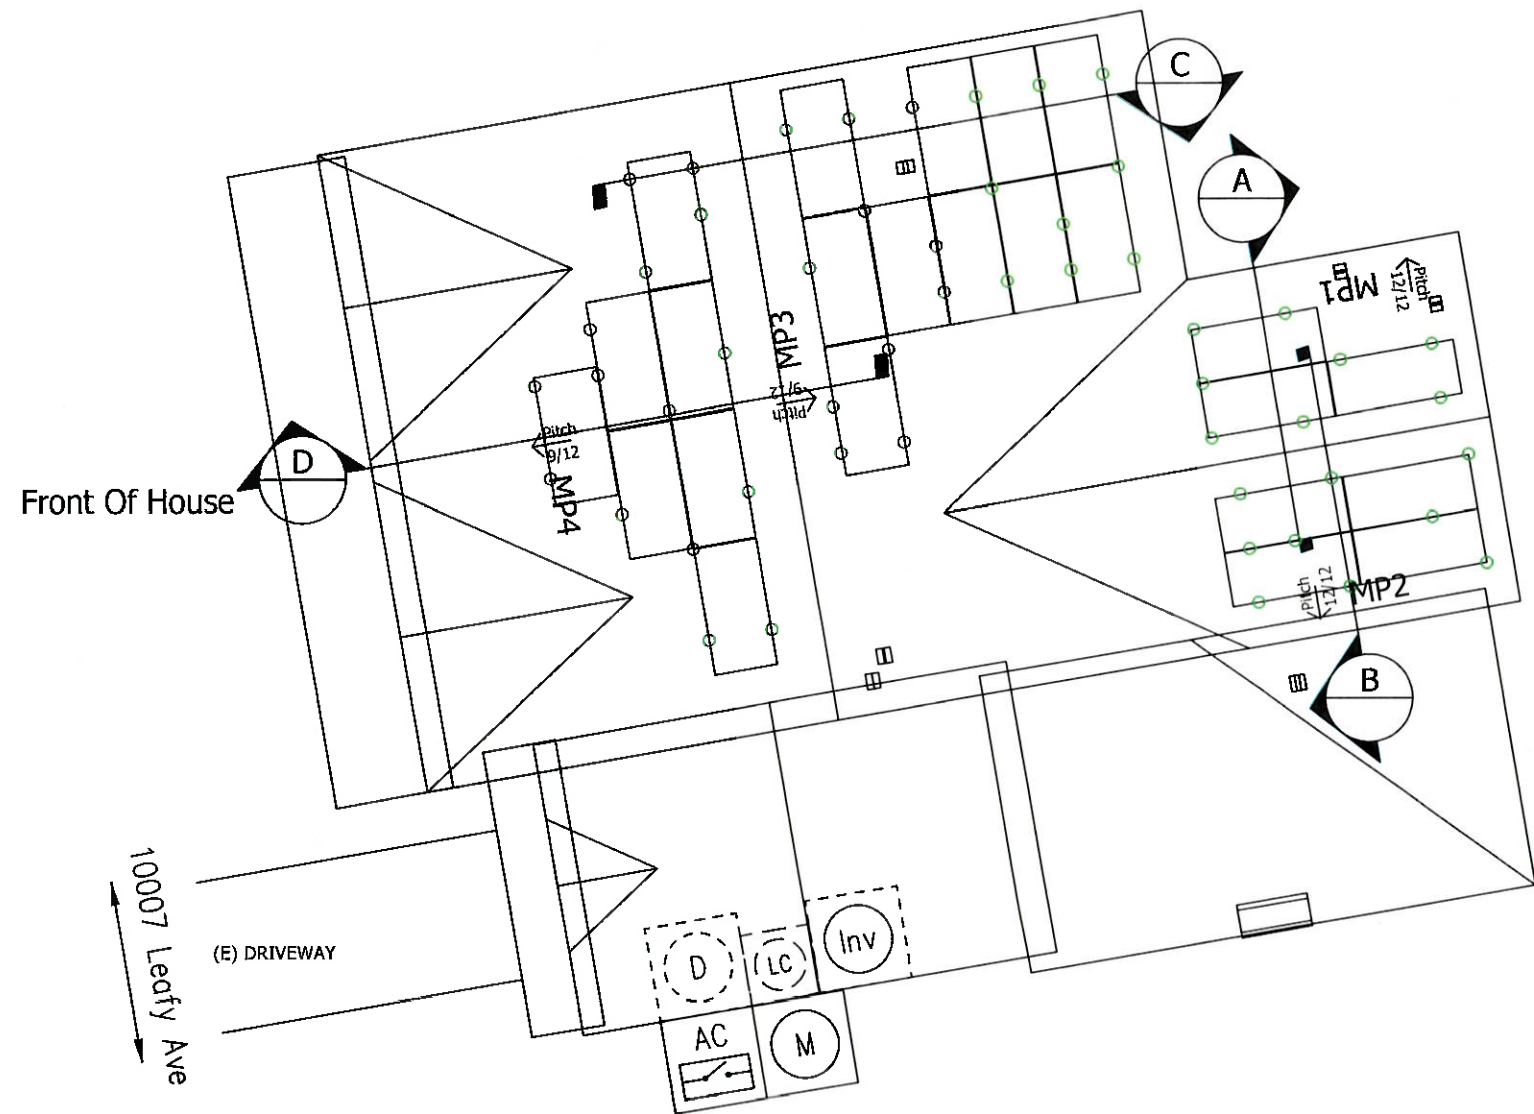 C
A
Mp1
Pitch
12/12
MP3
9/12
Pitch
D
Front Of House
Pitch
9/12
MP4
Pitch
12/12
MP2
B
10007 Leafy Ave
(E) DRIVEWAY
D
LC
Inv
AC
M